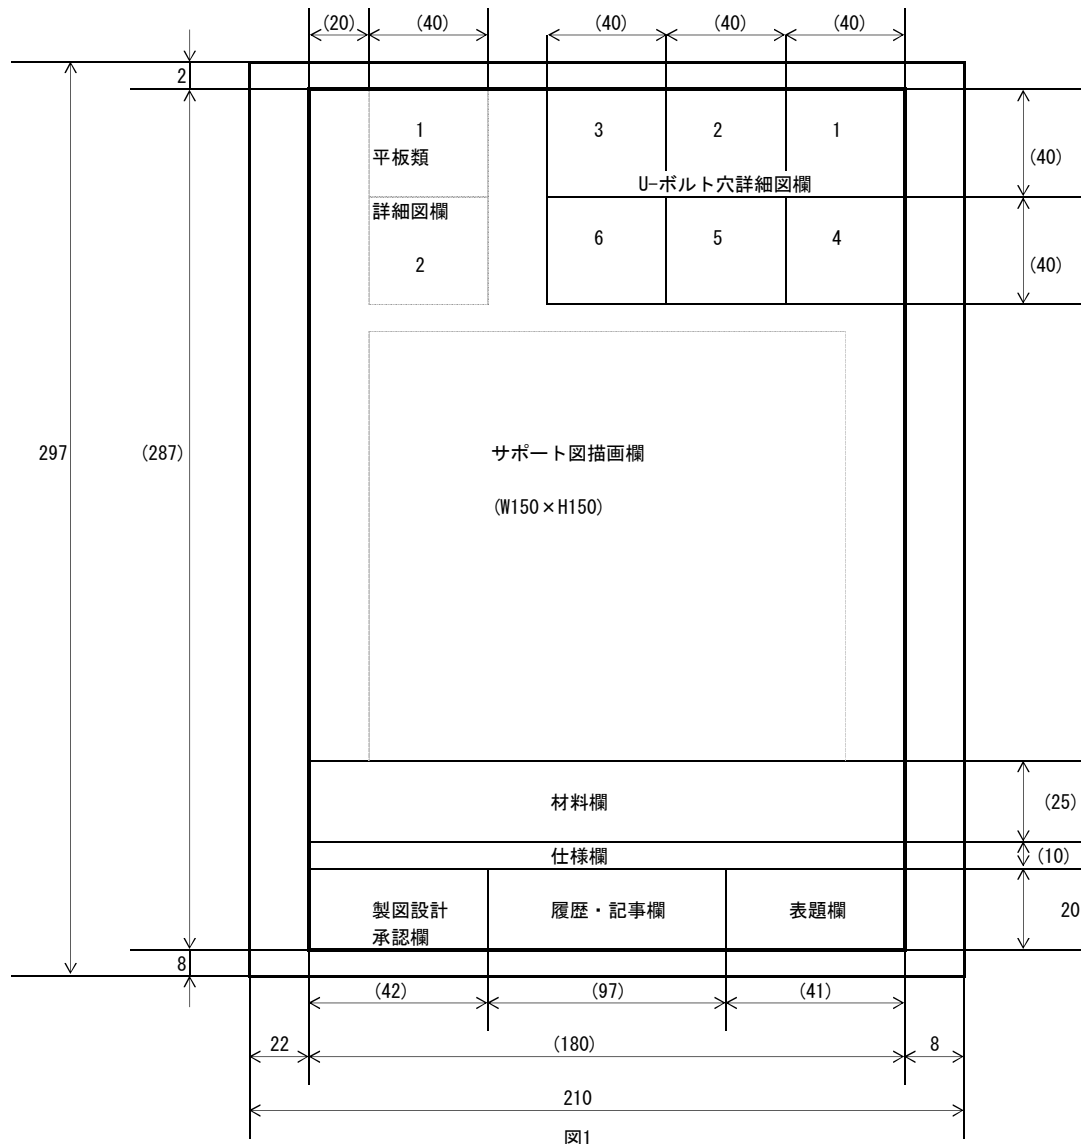 (20)
(40)
(40)
(40)
(40)
2
1
平板類
3
2
1
(40)
U-ボルト穴詳細図欄
詳細図欄
2
6
5
4
(40)
297
(287)
サポート図描画欄
(W150×H150)
材料欄
(25)
仕様欄
(10)
製図設計
承認欄
履歴・記事欄
表題欄
20
8
(42)
(97)
(41)
22
(180)
8
210
図1